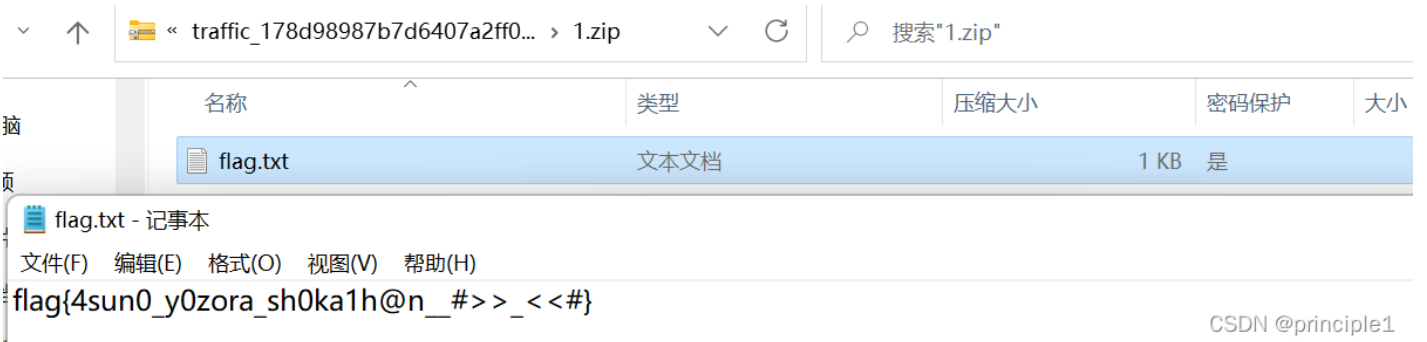 « traffic_178d98987b7d6407a2ff0... › 1.zip 搜索"1.zip"
名称 类型 压缩大小 密码保护 大小
脑
flag.txt 文本文档 1 KB 是
flag.txt - 记事本
文件(F) 编辑(E) 格式(O) 视图(V) 帮助(H)
flag{4sun0_y0zora_sh0ka1h@n__#>>_<<#}
CSDN @principle1